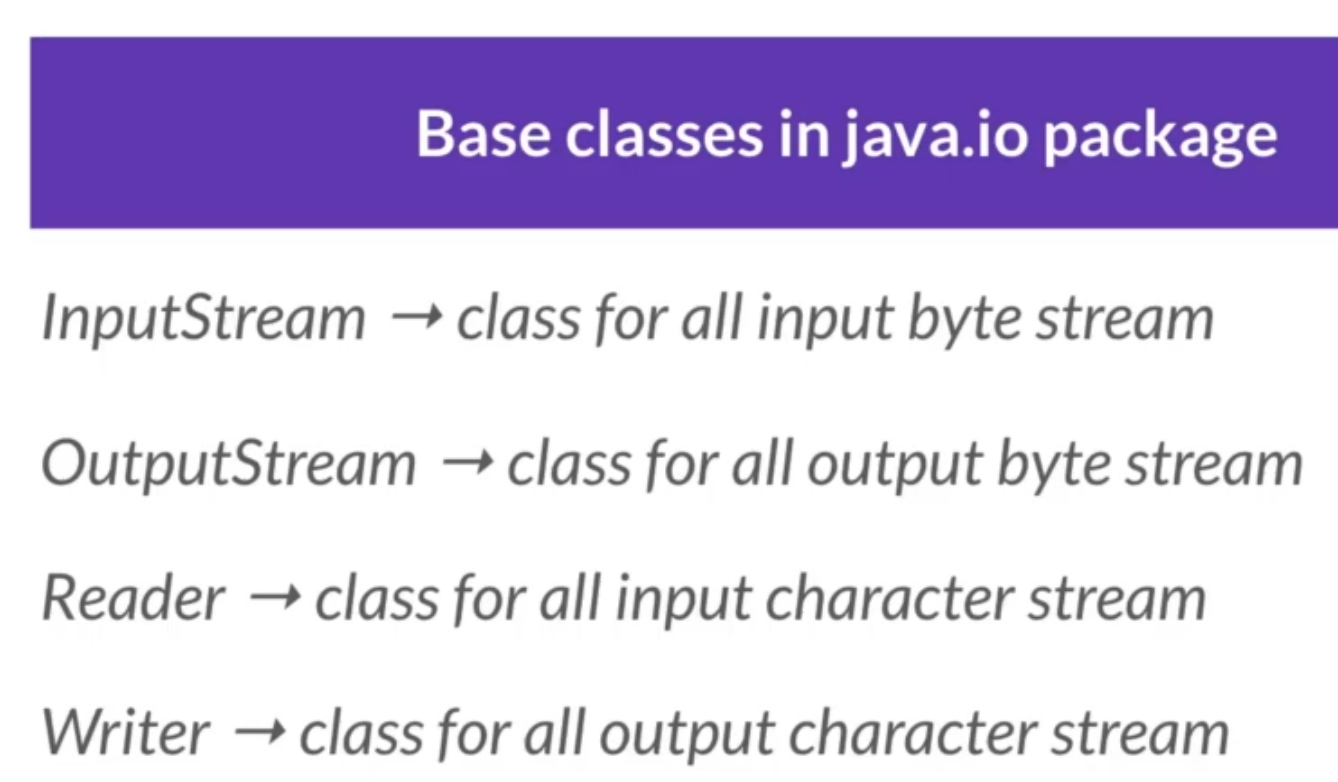 Base classes in java.io package
InputStream → class for all input byte stream
OutputStream → class for all output byte stream
Reader → class for all input character stream
Writer → class for all output character stream